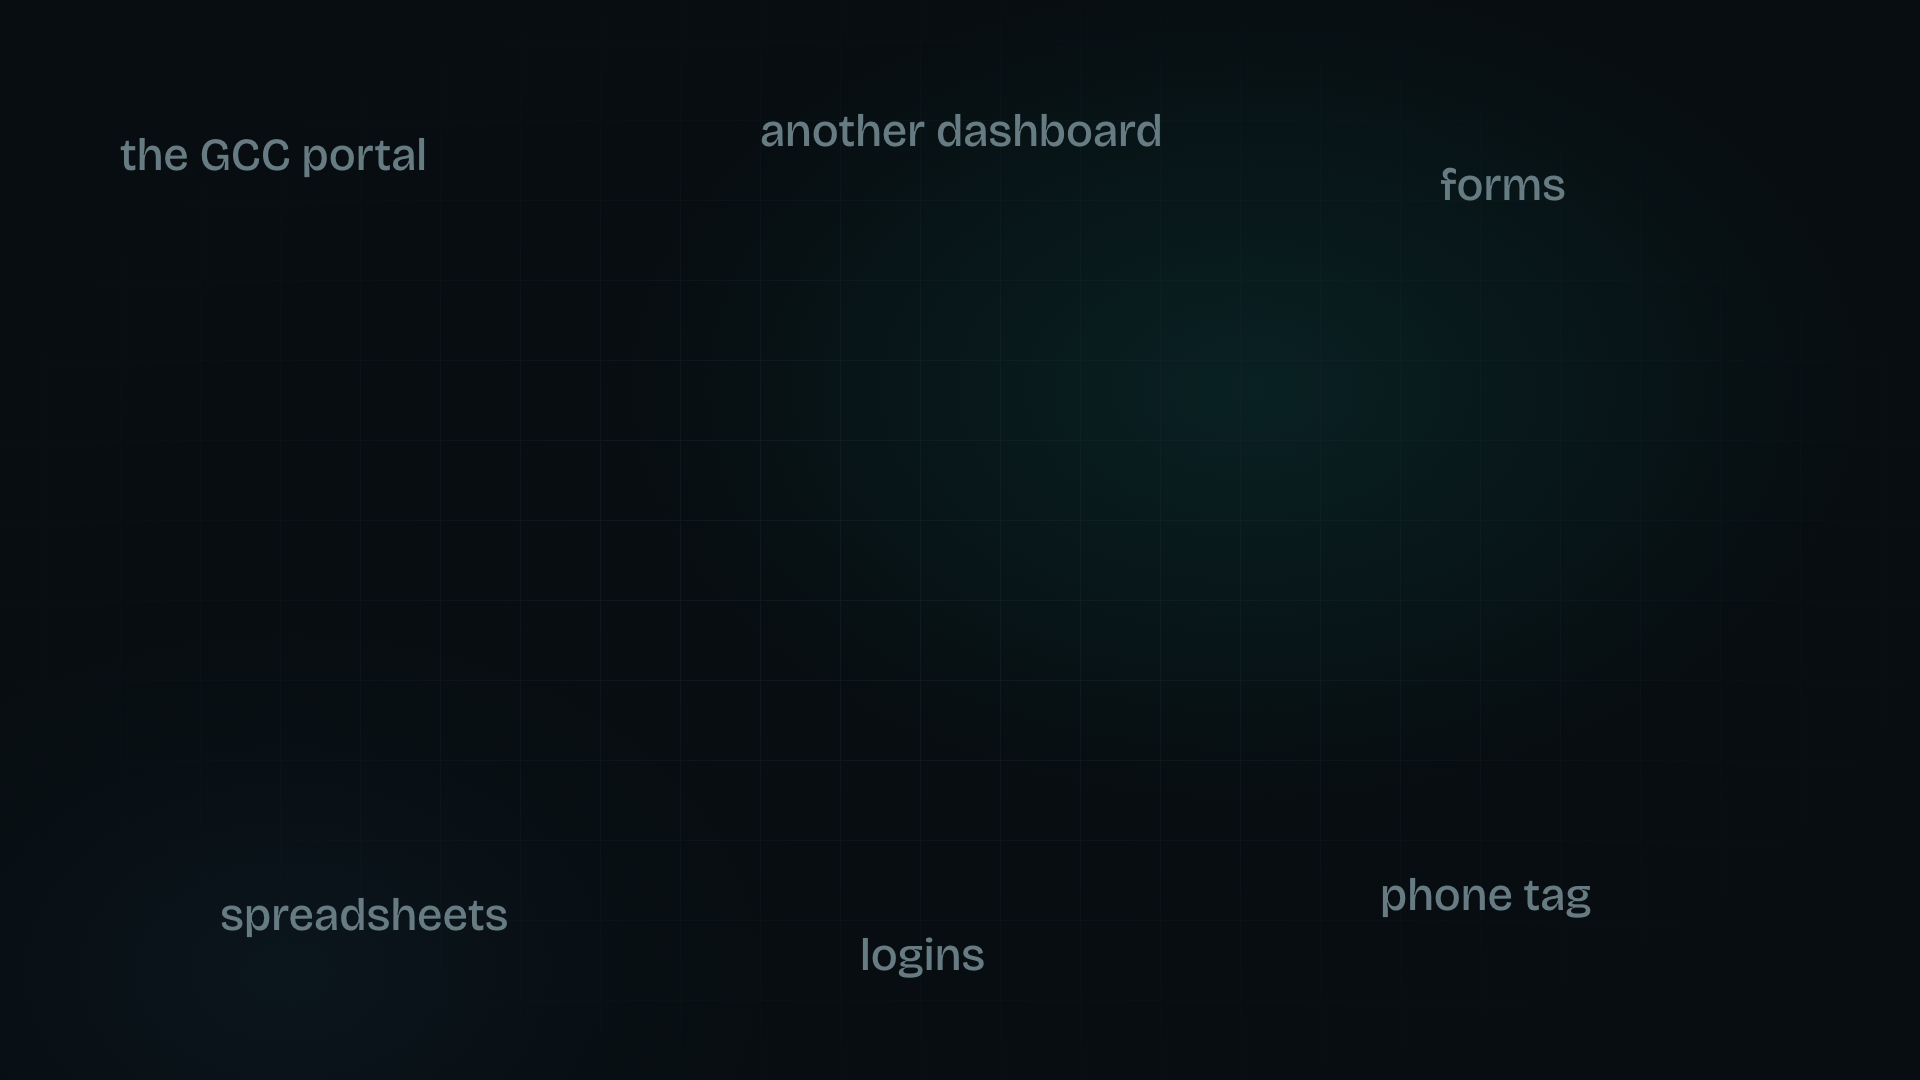 the GCC portal
another dashboard
forms
spreadsheets
logins
phone tag